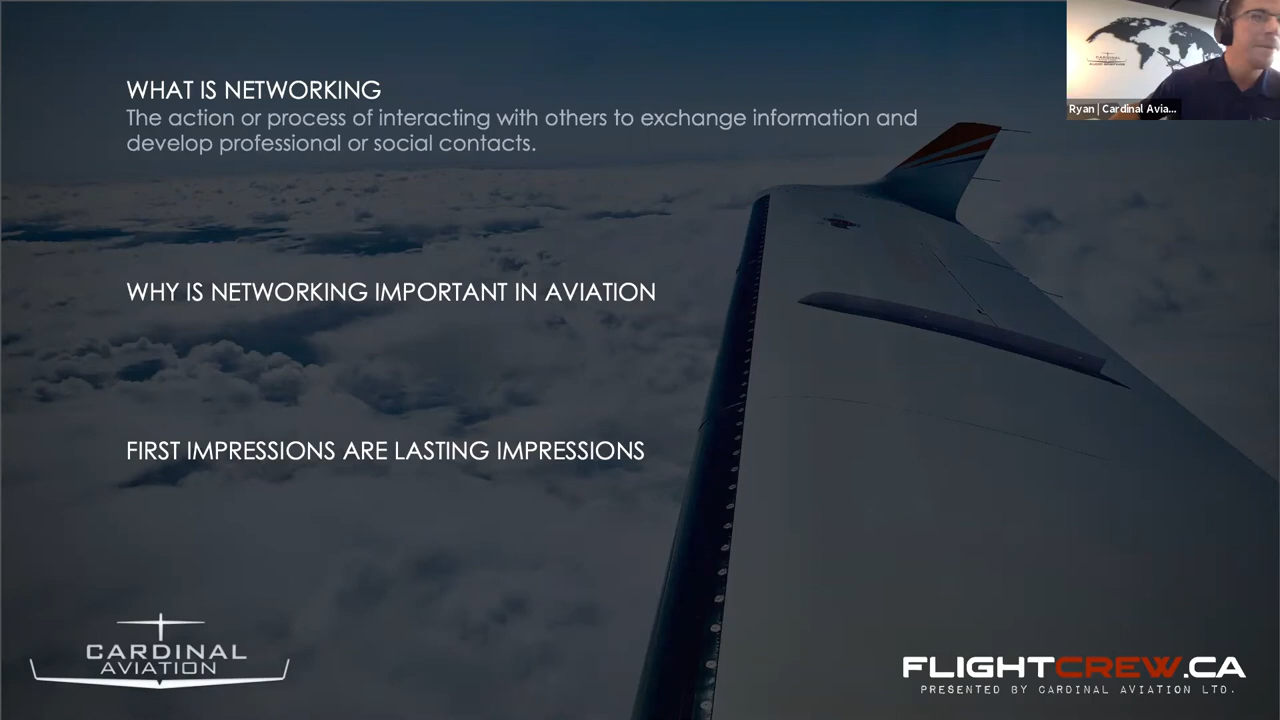 WHAT IS NETWORKING
The action or process of interacting with others to exchange information and
develop professional or social contacts.
Ryan | Cardinal Avia...
WHY IS NETWORKING IMPORTANT IN AVIATION
FIRST IMPRESSIONS ARE LASTING IMPRESSIONS
CARDINAL
AVIATION
FLIGHTCREW.CA
PRESENTED BY CARDINAL AVIATION LTD.